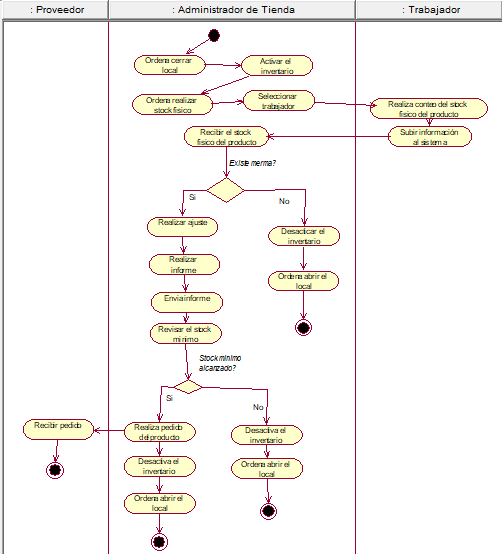 : Proveedor
: Administrador de Tienda
: Trabajador
Ordena cerrar
local
Activar el
inventario
Ordena realizar
stock fisico
Seleccionar
trabajador
Realiza conteo del stock
fisico del producto
Recibir el stock
fisico del producto
Subir información
al sistema
Existe merma?
Si
No
Realizar ajuste
Desacticar el
inventario
Realizar
informe
Ordena abrir el
local
Envia informe
Revisar el stock
minimo
Stock minimo
alcanzado?
Si
No
Recibir pedido
Realiza pedido
del producto
Desactiva el
inventario
Desactiva el
inventario
Ordena abrir el
local
Ordena abrir el
local